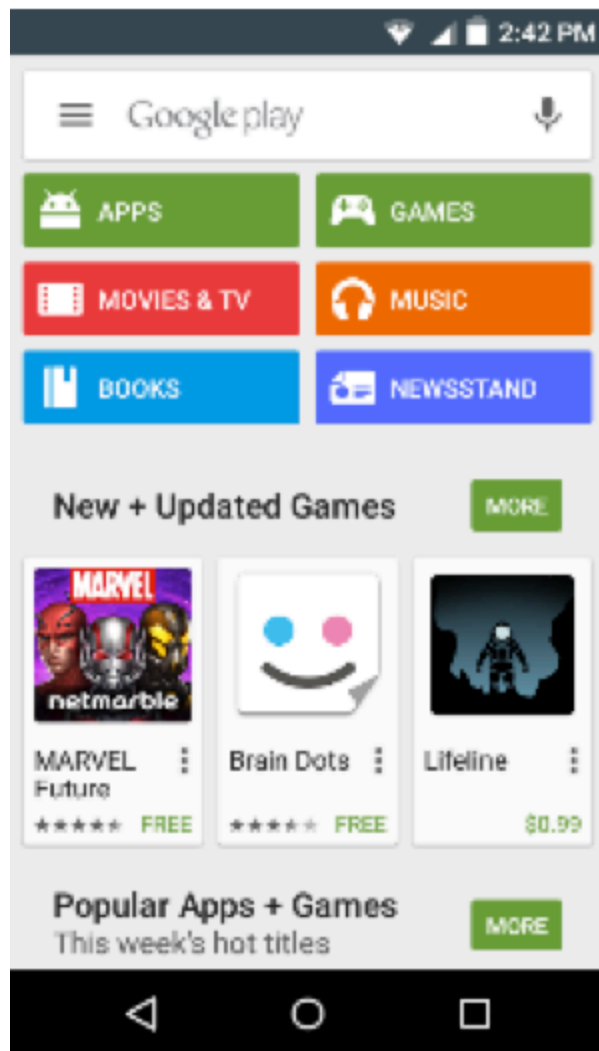 2:42 PM
Google play
APPS
GAMES
MOVIES & TV
MUSIC
BOOKS
NEWSSTAND
New + Updated Games
MORE
MARVEL
netmarble
MARVEL
Future
FREE
Brain Dots
FREE
Lifeline
$0.99
Popular Apps + Games
This week's hot titles
MORE